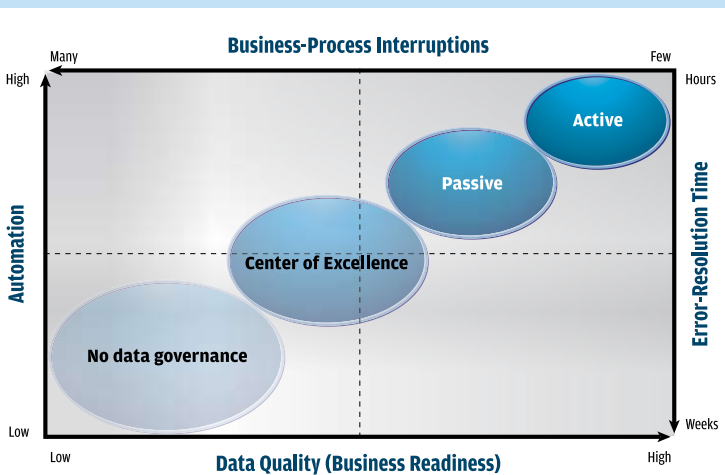 Business-Process Interruptions
Many
Few
High
Hours
Active
Passive
Automation
Error-Resolution Time
Center of Excellence
No data governance
Low
Weeks
Low
High
Data Quality (Business Readiness)